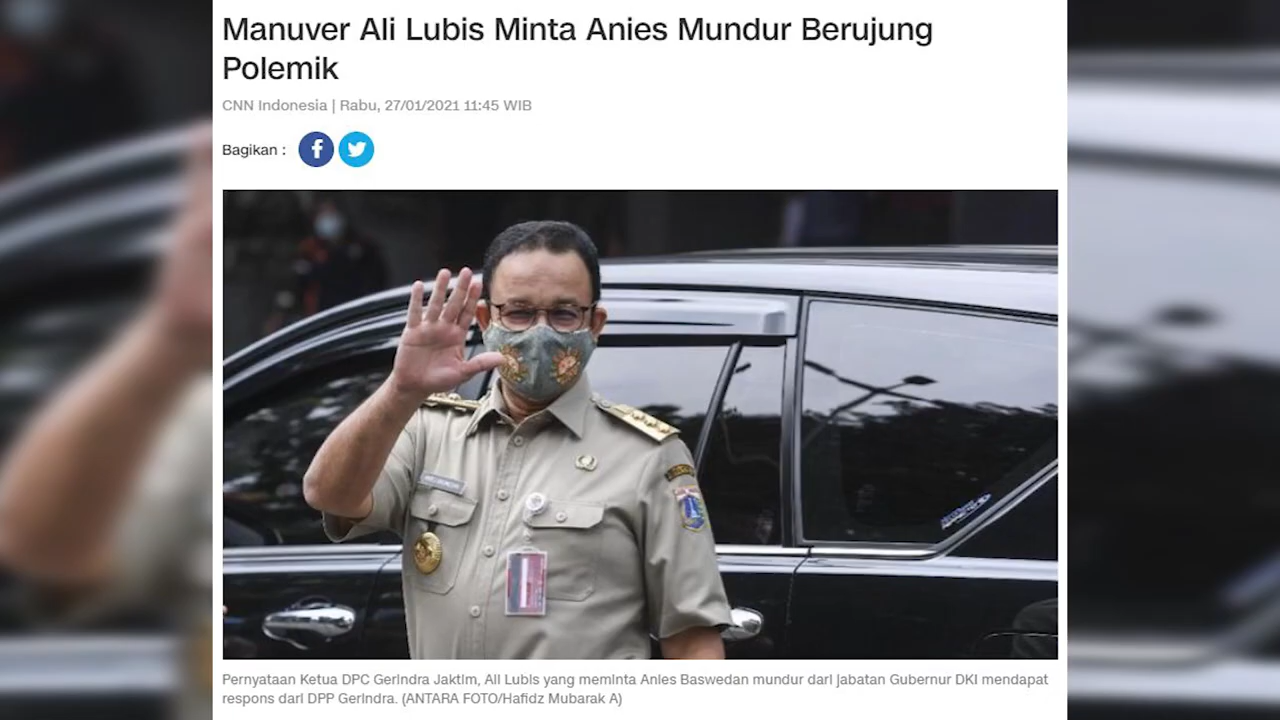 Manuver Ali Lubis Minta Anies Mundur Berujung
Polemik
CNN Indonesia | Rabu, 27/01/2021 11:45 WIB
Bagikan :
Pernyataan Ketua DPC Gerindra Jaktim, Ali Lubis yang meminta Anies Baswedan mundur dari jabatan Gubernur DKI mendapat
respons dari DPP Gerindra. (ANTARA FOTO/Hafidz Mubarak A)